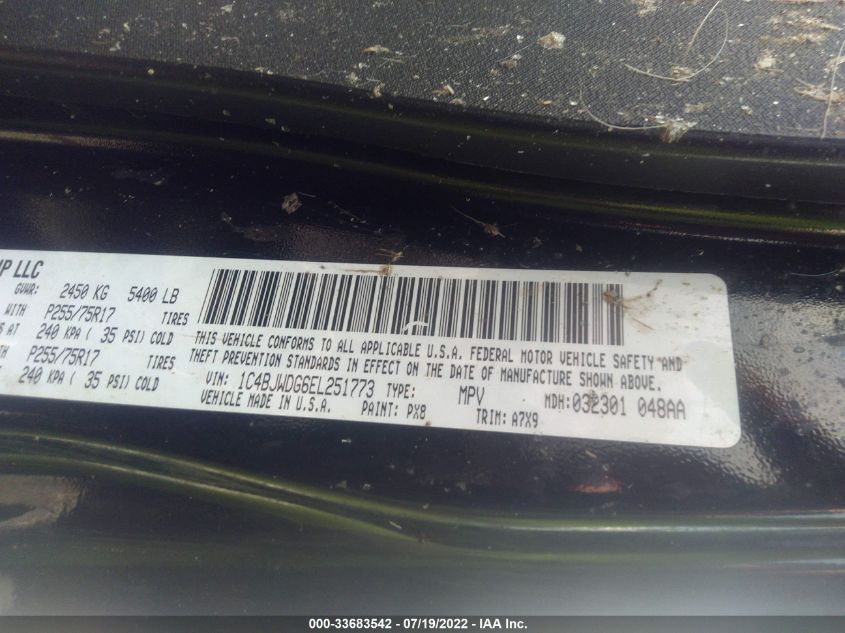 LLC
GVWR: 2450 KG 5400 LB
WITH P255/75R17 TIRES
AT 240 KPA ( 35 PSI) COLD
P255/75R17 TIRES
240 KPA ( 35 PSI) COLD
THIS VEHICLE CONFORMS TO ALL APPLICABLE U.S.A. FEDERAL MOTOR VEHICLE SAFETY AND
THEFT PREVENTION STANDARDS IN EFFECT ON THE DATE OF MANUFACTURE SHOWN ABOVE.
VIN: 1C4BJWDG6EL251773 TYPE: MPV MDH:032301 048AA
VEHICLE MADE IN U.S.A. PAINT: PX8 TRIM: A7X9
000-33683542 - 07/19/2022 - IAA Inc.